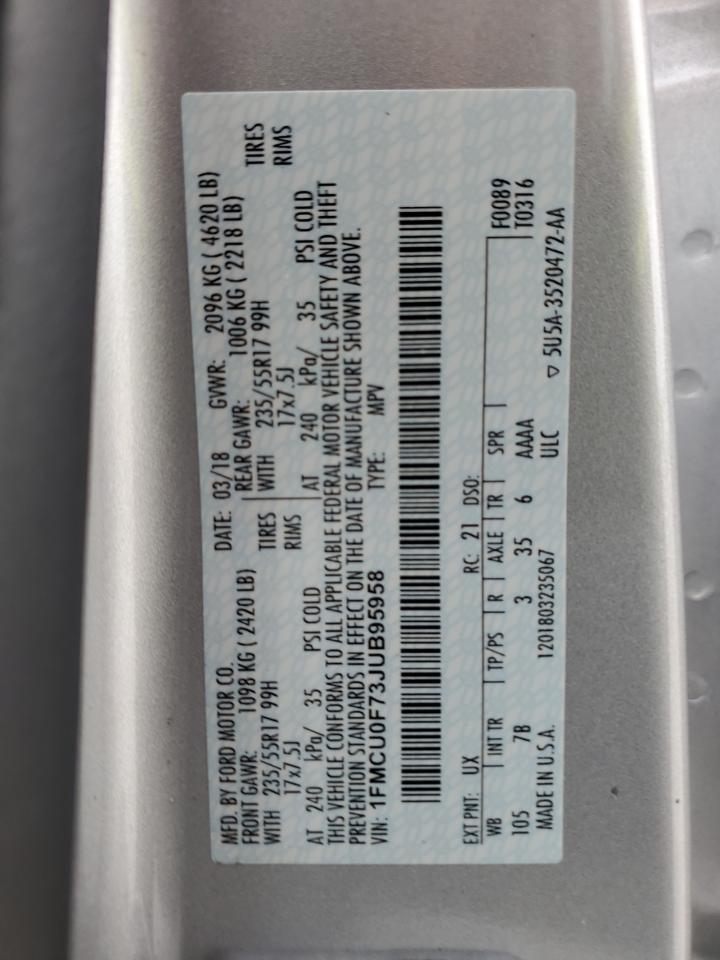 MFD. BY FORD MOTOR CO.
DATE: 03/18 GVWR: 2096 KG ( 4620 LB)
FRONT GAWR: 1098 KG ( 2420 LB)
REAR GAWR: 1006 KG ( 2218 LB)
WITH 235/55R17 99H TIRES
WITH 235/55R17 99H TIRES
17x7.5J RIMS
17x7.5J RIMS
AT 240 kPa/ 35 PSI COLD
AT 240 kPa/ 35 PSI COLD
THIS VEHICLE CONFORMS TO ALL APPLICABLE FEDERAL MOTOR VEHICLE SAFETY AND THEFT
PREVENTION STANDARDS IN EFFECT ON THE DATE OF MANUFACTURE SHOWN ABOVE.
VIN: 1FMCU0F73JUB95958 TYPE: MPV
EXT PNT: UX RC: 21 DSO: F0089
WB INT TR TP/PS R AXLE TR SPR T0316
105 7B 3 35 6 AAAA
MADE IN U.S.A. 1201803235067 ULC ▽ 5U5A-3520472-AA